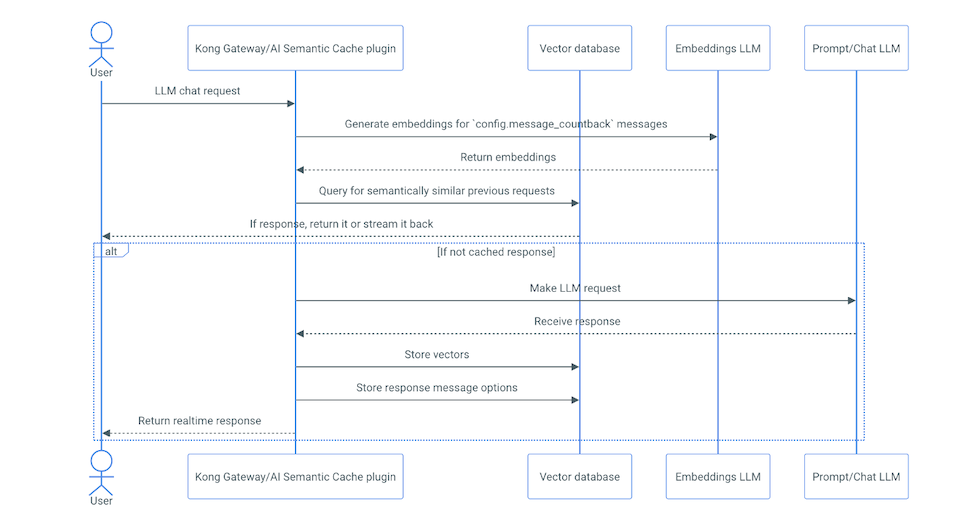 User
Kong Gateway/AI Semantic Cache plugin
Vector database
Embeddings LLM
Prompt/Chat LLM
LLM chat request
Generate embeddings for `config.message_countback` messages
Return embeddings
Query for semantically similar previous requests
If response, return it or stream it back
alt
[If not cached response]
Make LLM request
Receive response
Store vectors
Store response message options
Return realtime response
User
Kong Gateway/AI Semantic Cache plugin
Vector database
Embeddings LLM
Prompt/Chat LLM